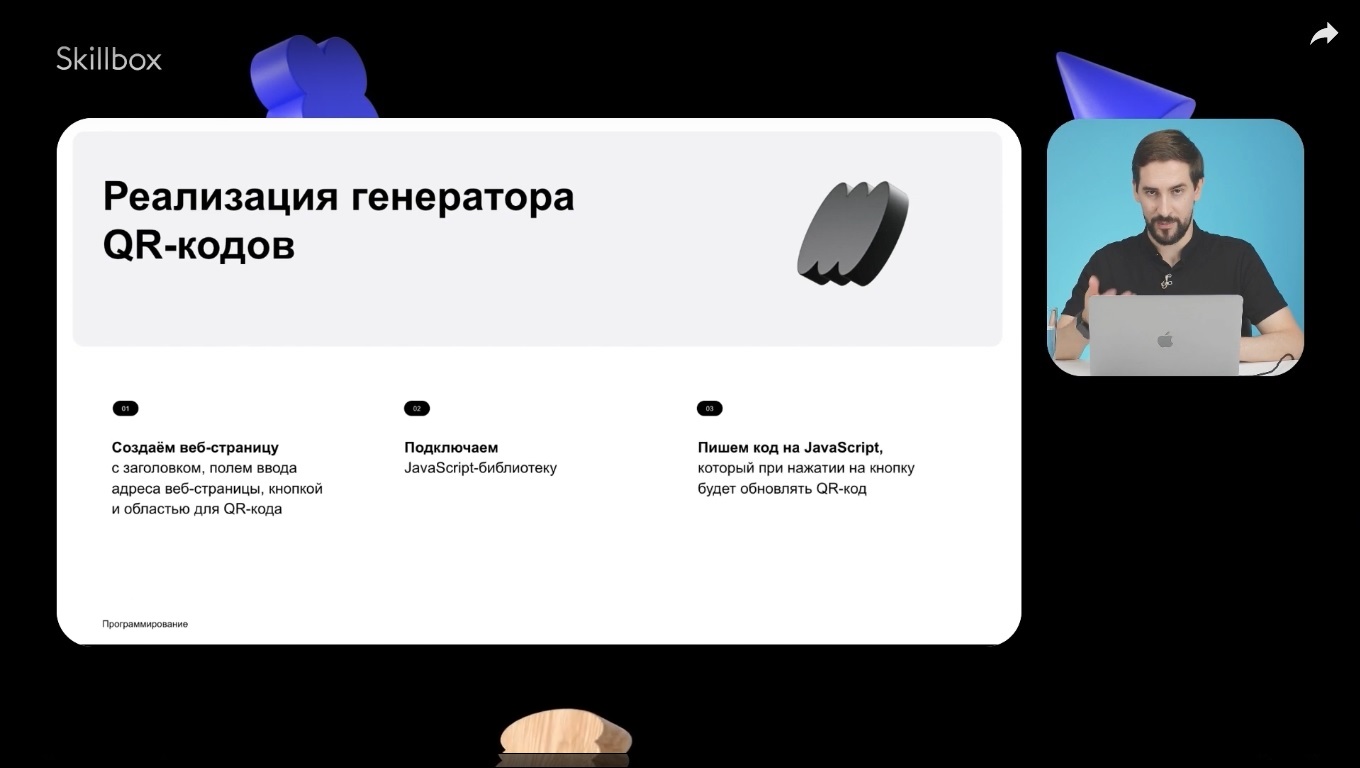 Skillbox
Реализация генератора
QR-кодов
01
Создаём веб-страницу
с заголовком, полем ввода
адреса веб-страницы, кнопкой
и областью для QR-кода
02
Подключаем
JavaScript-библиотеку
03
Пишем код на JavaScript,
который при нажатии на кнопку
будет обновлять QR-код
Программирование